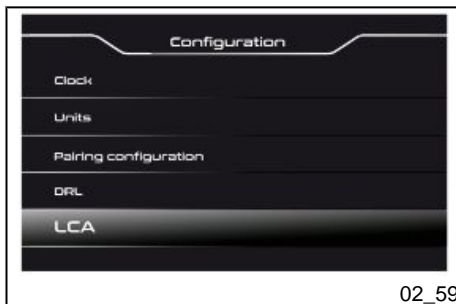 Configuration
Clock
Units
Pairing configuration
DRL
LCA
02_59